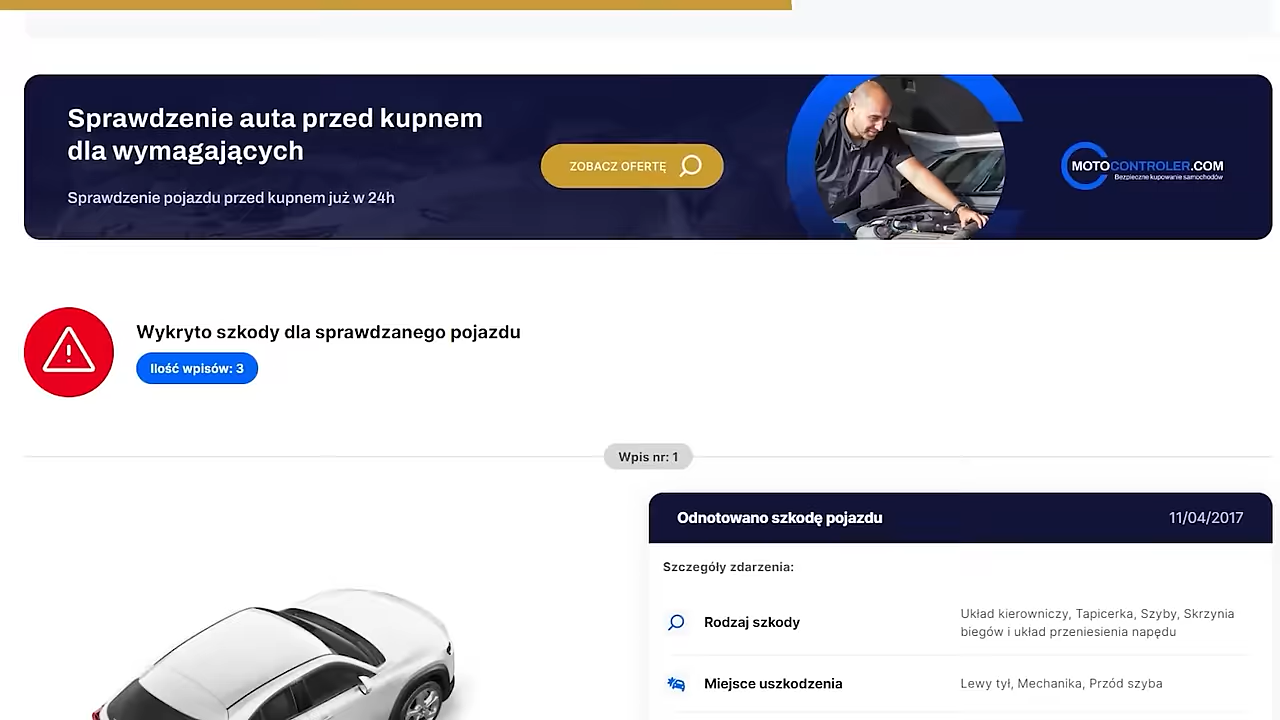 Sprawdzenie auta przed kupnem
dla wymagających
Sprawdzenie pojazdu przed kupnem już w 24h
ZOBACZ OFERTĘ
MOTOCONTROLER.COM
Bezpieczne kupowanie samochodów
Wykryto szkody dla sprawdzanego pojazdu
Ilość wpisów: 3
Wpis nr: 1
Odnotowano szkodę pojazdu
11/04/2017
Szczegóły zdarzenia:
Rodzaj szkody
Układ kierowniczy, Tapicerka, Szyby, Skrzynia
biegów i układ przeniesienia napędu
Miejsce uszkodzenia
Lewy tył, Mechanika, Przód szyba